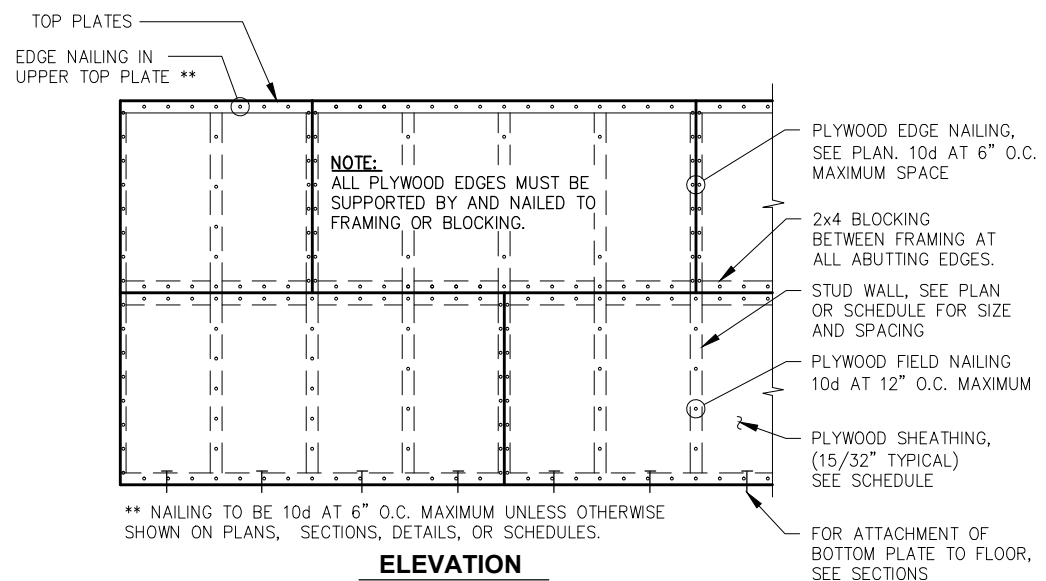 TOP PLATES
EDGE NAILING IN
UPPER TOP PLATE **
NOTE:
ALL PLYWOOD EDGES MUST BE
SUPPORTED BY AND NAILED TO
FRAMING OR BLOCKING.
PLYWOOD EDGE NAILING,
SEE PLAN. 10d AT 6" O.C.
MAXIMUM SPACE
2x4 BLOCKING
BETWEEN FRAMING AT
ALL ABUTTING EDGES.
STUD WALL, SEE PLAN
OR SCHEDULE FOR SIZE
AND SPACING
PLYWOOD FIELD NAILING
10d AT 12" O.C. MAXIMUM
PLYWOOD SHEATHING,
(15/32" TYPICAL)
SEE SCHEDULE
FOR ATTACHMENT OF
BOTTOM PLATE TO FLOOR,
SEE SECTIONS
** NAILING TO BE 10d AT 6" O.C. MAXIMUM UNLESS OTHERWISE
SHOWN ON PLANS, SECTIONS, DETAILS, OR SCHEDULES.
ELEVATION